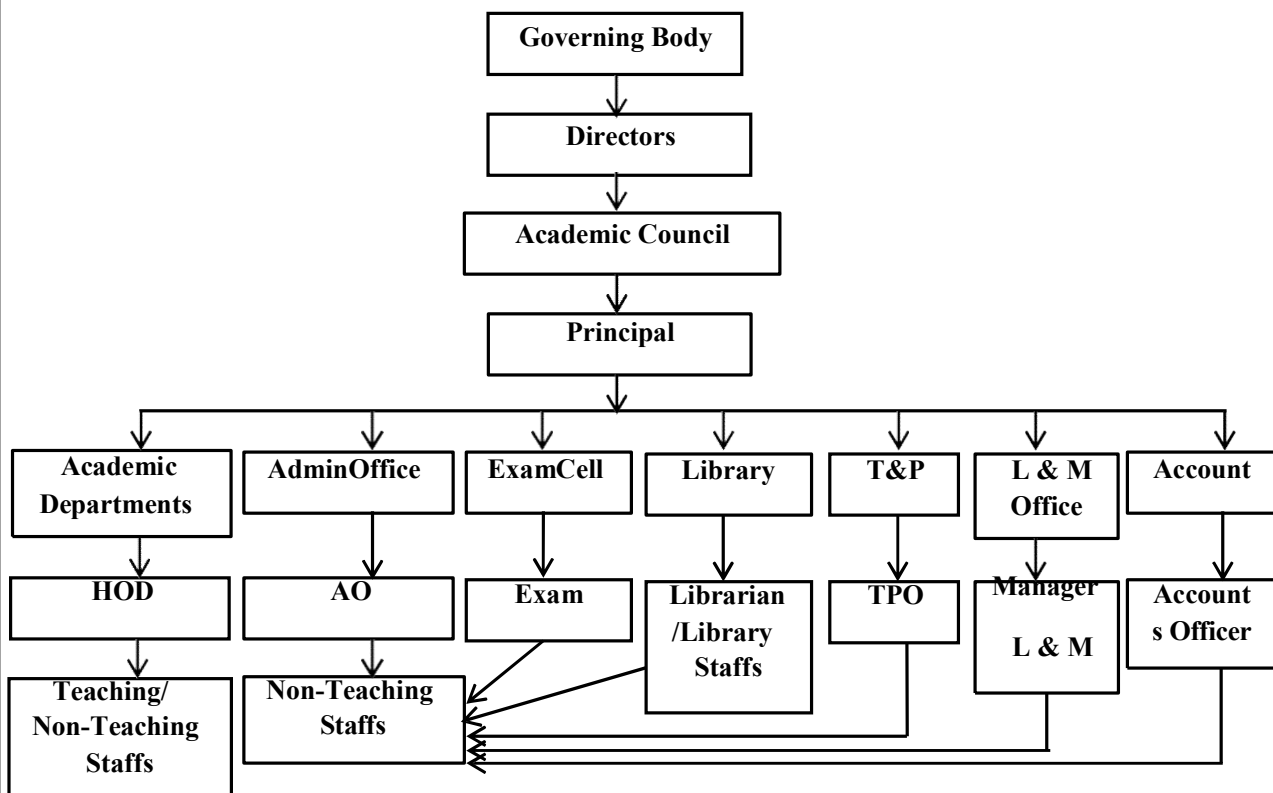 Governing Body
Directors
Academic Council
Principal
Academic
Departments
AdminOffice
ExamCell
Library
T&P
L & M
Office
Account
HOD
AO
Exam
Librarian
/Library
Staffs
TPO
Manager
L & M
Account
s Officer
Teaching/
Non-Teaching
Staffs
Non-Teaching
Staffs